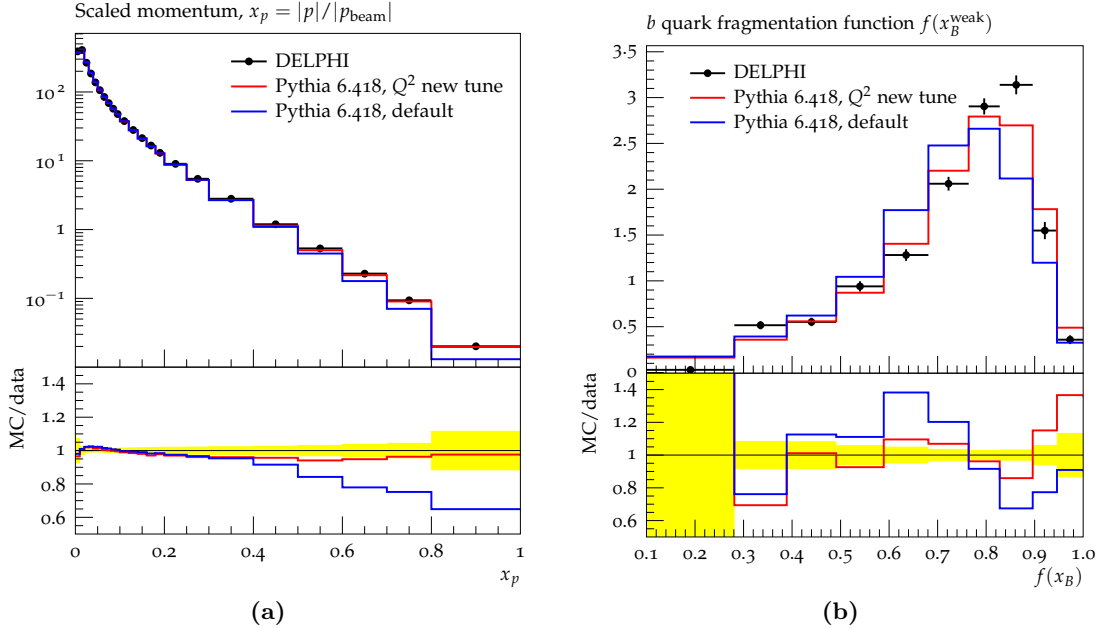 Scaled momentum, xₚ = |p|/|p_beam|
10²
10¹
1
10⁻¹
DELPHI
Pythia 6.418, Q² new tune
Pythia 6.418, default
MC/data
1.4
1.2
1
0.8
0.6
0 0.2 0.4 0.6 0.8 1
xₚ
(a)
b quark fragmentation function f(x_B^weak)
3.5
3
2.5
2
1.5
1
0.5
0
DELPHI
Pythia 6.418, Q² new tune
Pythia 6.418, default
MC/data
1.4
1.2
1
0.8
0.6
0.1 0.2 0.3 0.4 0.5 0.6 0.7 0.8 0.9 1.0
f(x_B)
(b)